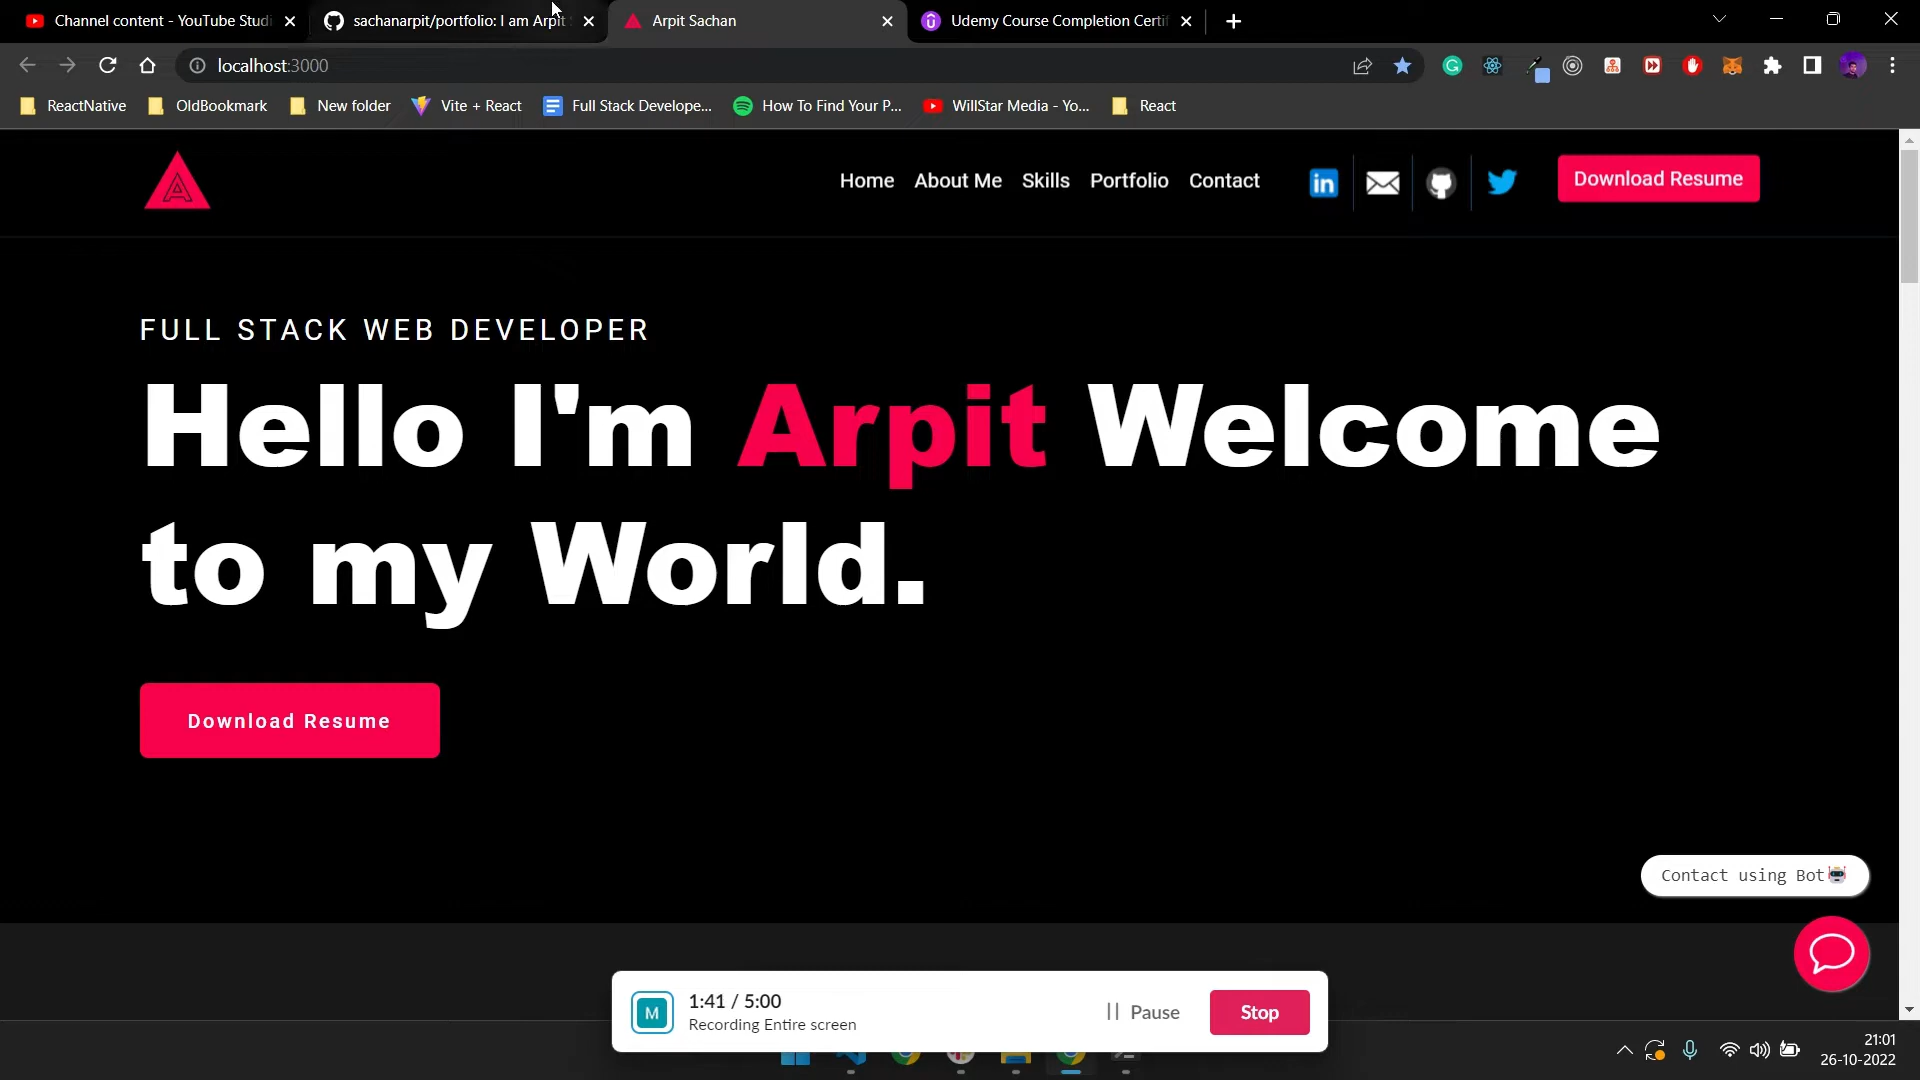 Channel content - YouTube Studi
sachanarpit/portfolio: I am Arpit
Arpit Sachan
Udemy Course Completion Certif
localhost:3000
ReactNative
OldBookmark
New folder
Vite + React
Full Stack Develope...
How To Find Your P...
WillStar Media - Yo...
React
A
Home
About Me
Skills
Portfolio
Contact
in
Download Resume
FULL STACK WEB DEVELOPER
Hello I'm Arpit Welcome
to my World.
Download Resume
Contact using Bot
M
1:41 / 5:00
Recording Entire screen
Pause
Stop
21:01
26-10-2022